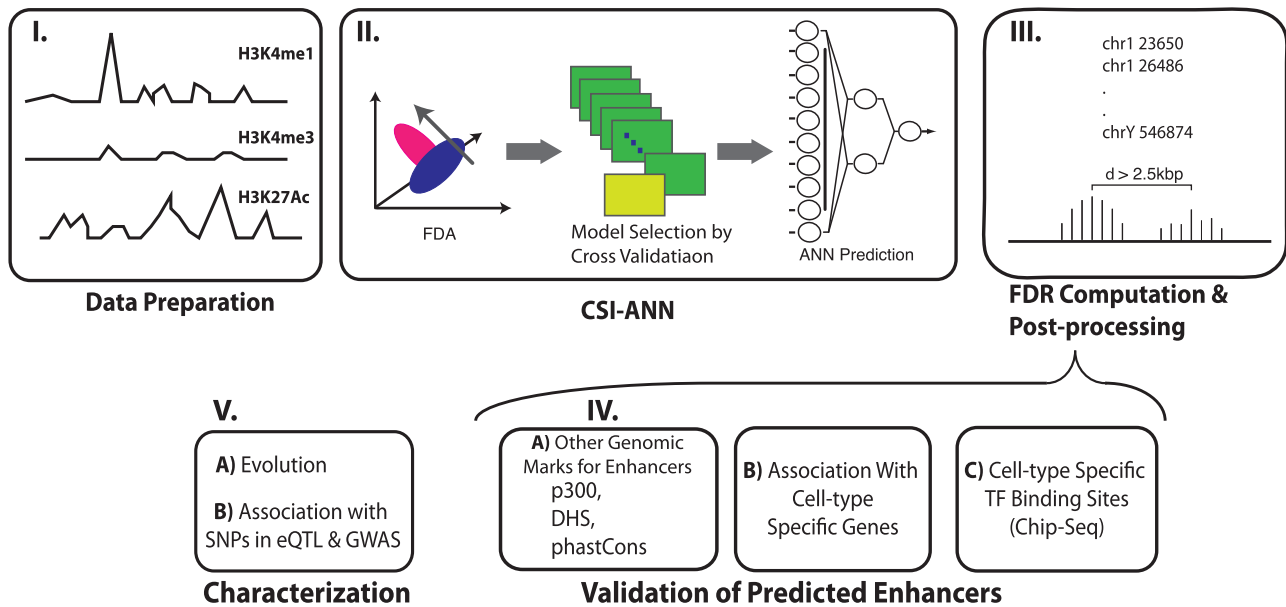 I.
H3K4me1
H3K4me3
H3K27Ac
Data Preparation
II.
FDA
Model Selection by
Cross Validatiaon
ANN Prediction
CSI-ANN
III.
chr1 23650
chr1 26486
.
.
chrY 546874
d > 2.5kbp
FDR Computation &
Post-processing
V.
A) Evolution
B) Association with
SNPs in eQTL & GWAS
Characterization
IV.
A) Other Genomic
Marks for Enhancers
p300,
DHS,
phastCons
B) Association With
Cell-type
Specific Genes
C) Cell-type Specific
TF Binding Sites
(Chip-Seq)
Validation of Predicted Enhancers